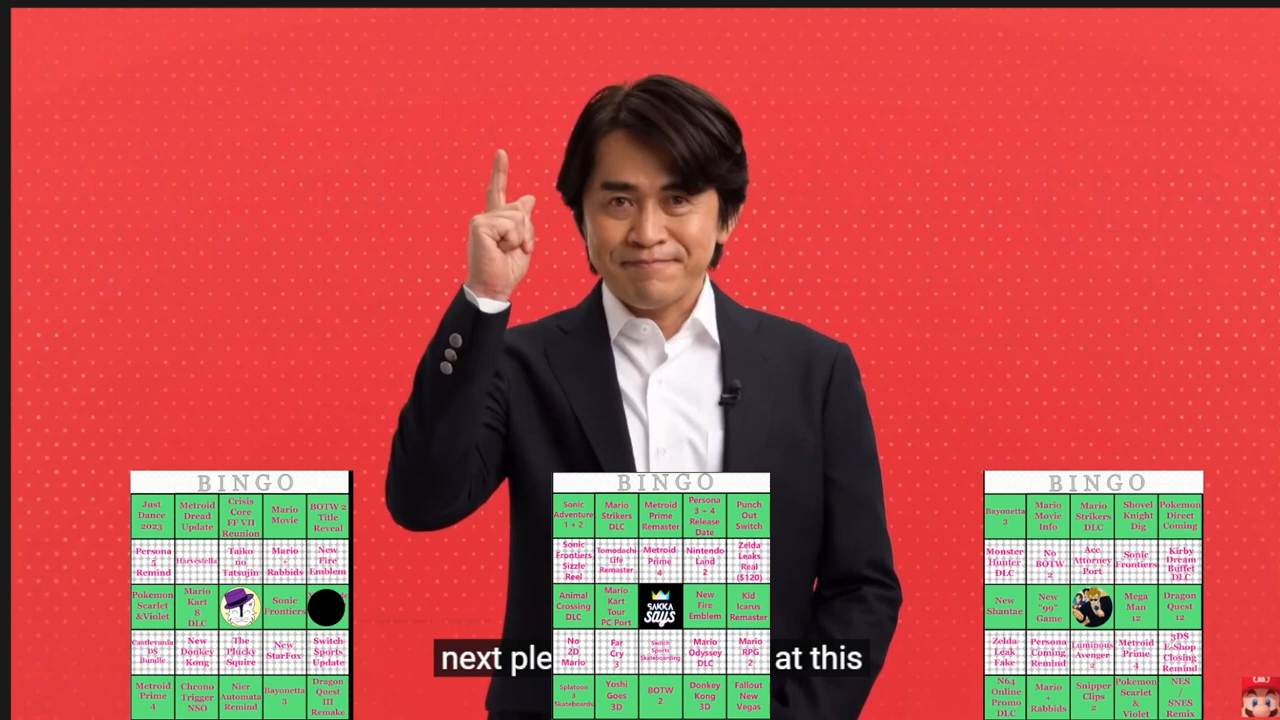 BINGO
Just Dance 2023
Metroid Dread Update
Crisis Core FF VII Reunion
Mario Movie
BOTW 2 Title Reveal
Persona 5 Remind
Harvestella
Taiko no Tatsujin
Mario + Rabbids
New Fire Emblem
Pokemon Scarlet &Violet
Mario Kart 8 DLC
Sonic Frontiers
Castlevania DS Bundle
New Donkey Kong
The Plucky Squire
New StarFox
Switch Sports Update
Metroid Prime 4
Chrono Trigger NSO
Nier Automata Remind
Bayonetta 3
Dragon Quest III Remake
BINGO
Sonic Adventure 1 + 2
Mario Strikers DLC
Metroid Prime Remaster
Persona 3 + 4 Release Date
Punch Out Switch
Sonic Frontiers Sizzle Reel
Tomodachi Life Remaster
Metroid Prime 4
Nintendo Land 2
Zelda Leaks Real ($120)
Animal Crossing DLC
Mario Kart Tour PC Port
SAKKA says
New Fire Emblem
Kid Icarus Remaster
No 2D Mario
Far Cry 3
Switch Sports Skateboarding
Mario Odyssey DLC
Mario RPG 2
Splatoon 3 Skateboards
Yoshi Goes 3D
BOTW 2
Donkey Kong 3D
Fallout New Vegas
BINGO
Bayonetta 3
Mario Movie Info
Mario Strikers DLC
Shovel Knight Dig
Pokemon Direct Coming
Monster Hunter DLC
No BOTW 2
Ace Attorney Port
Sonic Frontiers
Kirby Dream Buffet DLC
New Shantae
New "99" Game
Mega Man 12
Dragon Quest 12
Zelda Leak Fake
Persona Coming Remind
Luminous Avenger 2
Metroid Prime 4
3DS E-Shop Closing Remind
N64 Online Promo DLC
Mario + Rabbids
Snipper Clips 2
Pokemon Scarlet & Violet
NES / SNES Remix
next ple at this